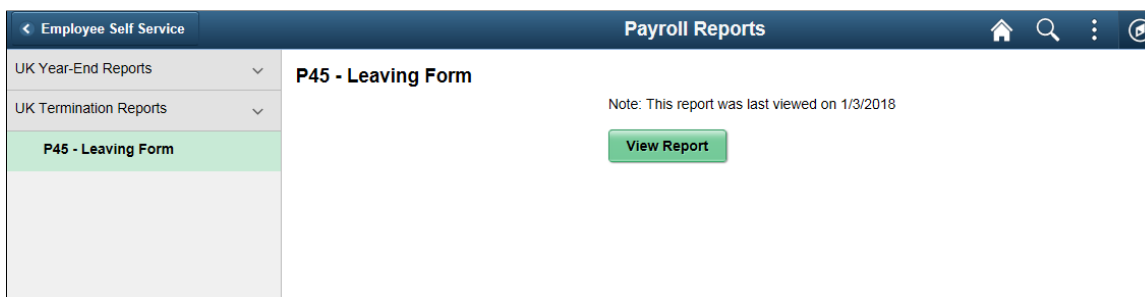 Employee Self Service
Payroll Reports
UK Year-End Reports
UK Termination Reports
P45 - Leaving Form
P45 - Leaving Form
Note: This report was last viewed on 1/3/2018
View Report